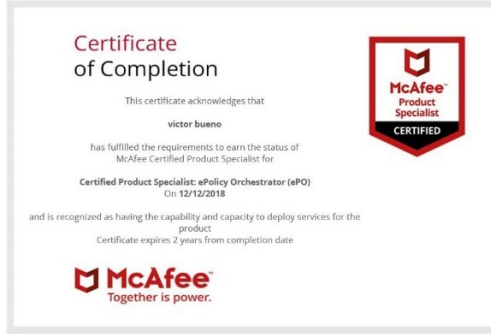 Certificate
of Completion
This certificate acknowledges that
victor bueno
has fulfilled the requirements to earn the status of
McAfee Certified Product Specialist for
Certified Product Specialist: ePolicy Orchestrator (ePO)
On 12/12/2018
and is recognized as having the capability and capacity to deploy services for the
product
Certificate expires 2 years from completion date
McAfee™
Together is power.
McAfee™
Product
Specialist
CERTIFIED